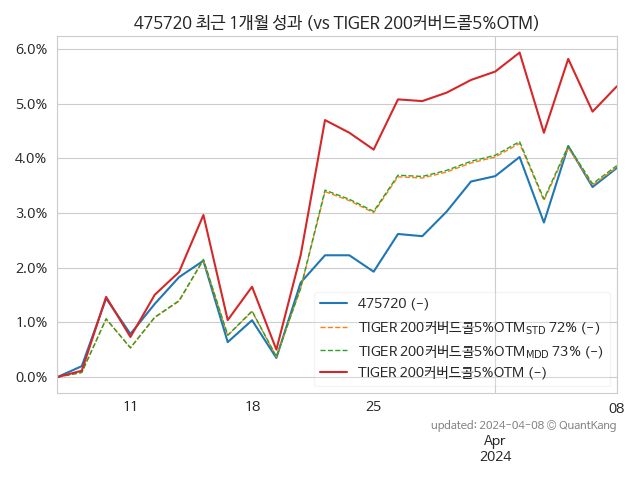 475720 최근 1개월 성과 (vs TIGER 200커버드콜5%OTM)
6.0%
5.0%
4.0%
3.0%
2.0%
1.0%
0.0%
475720 (-)
TIGER 200커버드콜5%OTM_STD 72% (-)
TIGER 200커버드콜5%OTM_MDD 73% (-)
TIGER 200커버드콜5%OTM (-)
11 18 25 08
updated: 2024-04-08 © QuantKang
Apr
2024